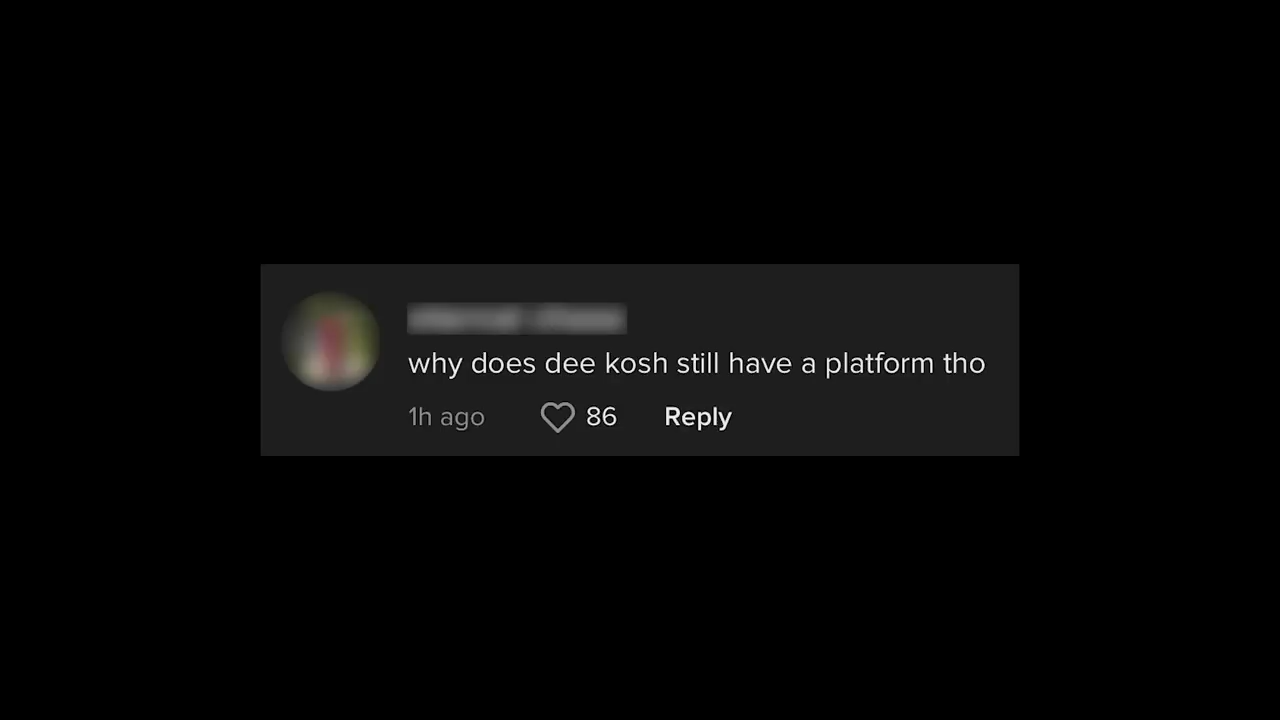 why does dee kosh still have a platform tho
1h ago 86 Reply